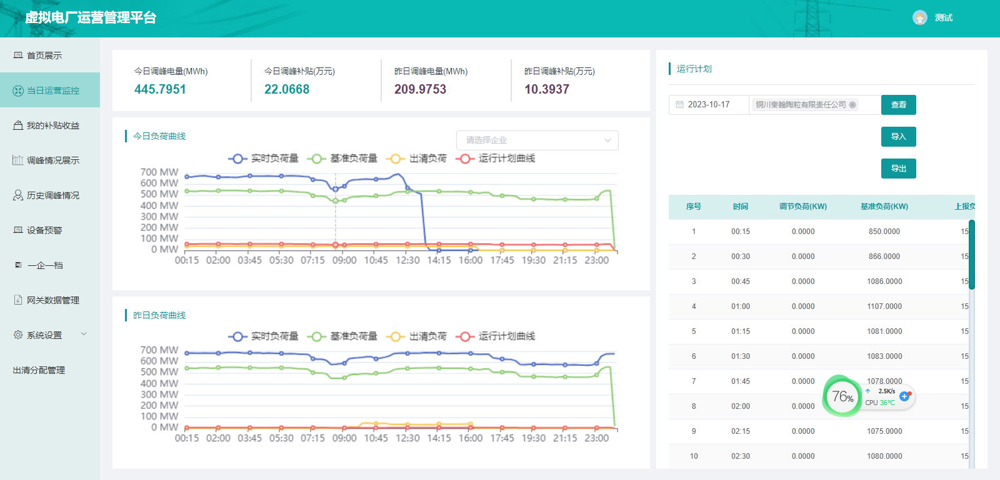 虚拟电厂运营管理平台
测试
首页展示
当日运营监控
我的补贴收益
调峰情况展示
历史调峰情况
设备预警
一企一档
网关数据管理
系统设置
出清分配管理
今日调峰电量(MWh)
445.7951
今日调峰补贴(万元)
22.0668
昨日调峰电量(MWh)
209.9753
昨日调峰补贴(万元)
10.3937
今日负荷曲线
请选择企业
实时负荷量 基准负荷量 出清负荷 运行计划曲线
700 MW
600 MW
500 MW
400 MW
300 MW
200 MW
100 MW
0 MW
00:15 02:00 03:45 05:30 07:15 09:00 10:45 12:30 14:15 16:00 17:45 19:30 21:15 23:00
昨日负荷曲线
实时负荷量 基准负荷量 出清负荷 运行计划曲线
700 MW
600 MW
500 MW
400 MW
300 MW
200 MW
100 MW
0 MW
00:15 02:00 03:45 05:30 07:15 09:00 10:45 12:30 14:15 16:00 17:45 19:30 21:15 23:00
运行计划
2023-10-17 铜川秦翰陶粒有限责任公司 查看
导入
导出
序号 时间 调节负荷(KW) 基准负荷(KW) 上报负
1 00:15 0.0000 850.0000 15
2 00:30 0.0000 866.0000 15
3 00:45 0.0000 1086.0000 15
4 01:00 0.0000 1107.0000 15
5 01:15 0.0000 1081.0000 15
6 01:30 0.0000 1083.0000 15
7 01:45 0.0000 1078.0000 15
8 02:00 0.0000 15
9 02:15 0.0000 1075.0000 15
10 02:30 0.0000 1080.0000 15
76%
2.5K/s
CPU 36℃